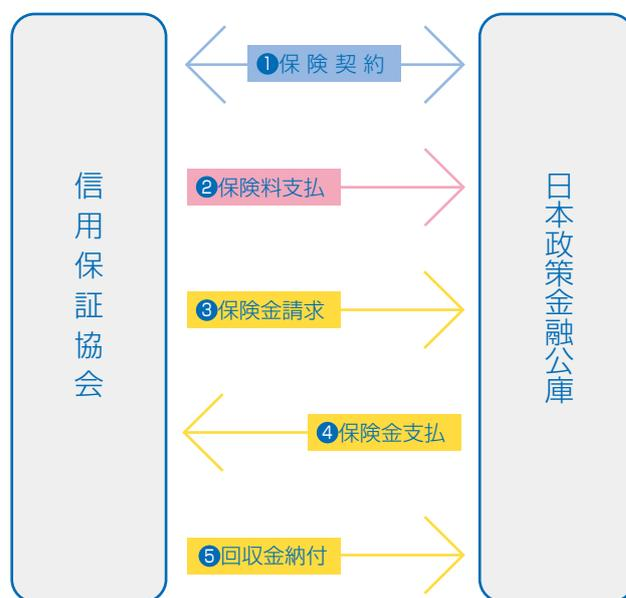 信用保証協会
❶保険契約
❷保険料支払
❸保険金請求
❹保険金支払
❺回収金納付
日本政策金融公庫